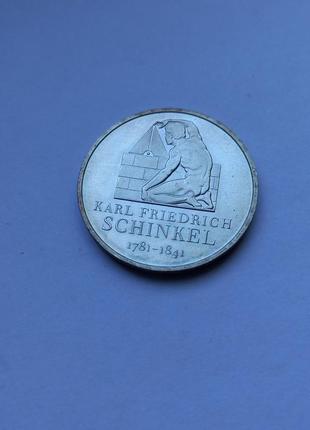 KARL FRIEDRICH
SCHINKEL
1781-1841